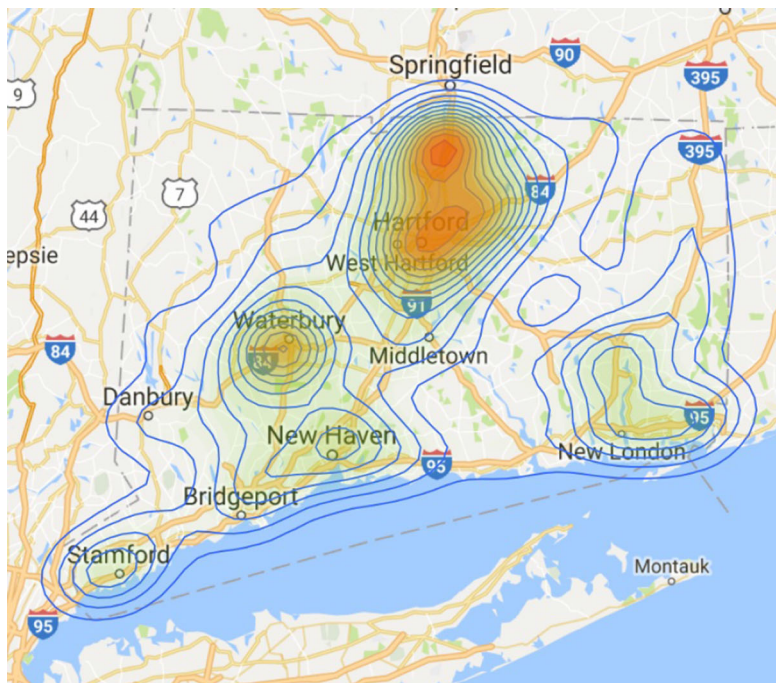 Springfield
90
395
9
395
84
7
44
Hartford
epsie
West Hartford
91
Waterbury
84
84
Middletown
Danbury
95
New Haven
New London
Bridgeport
Stamford
Montauk
95